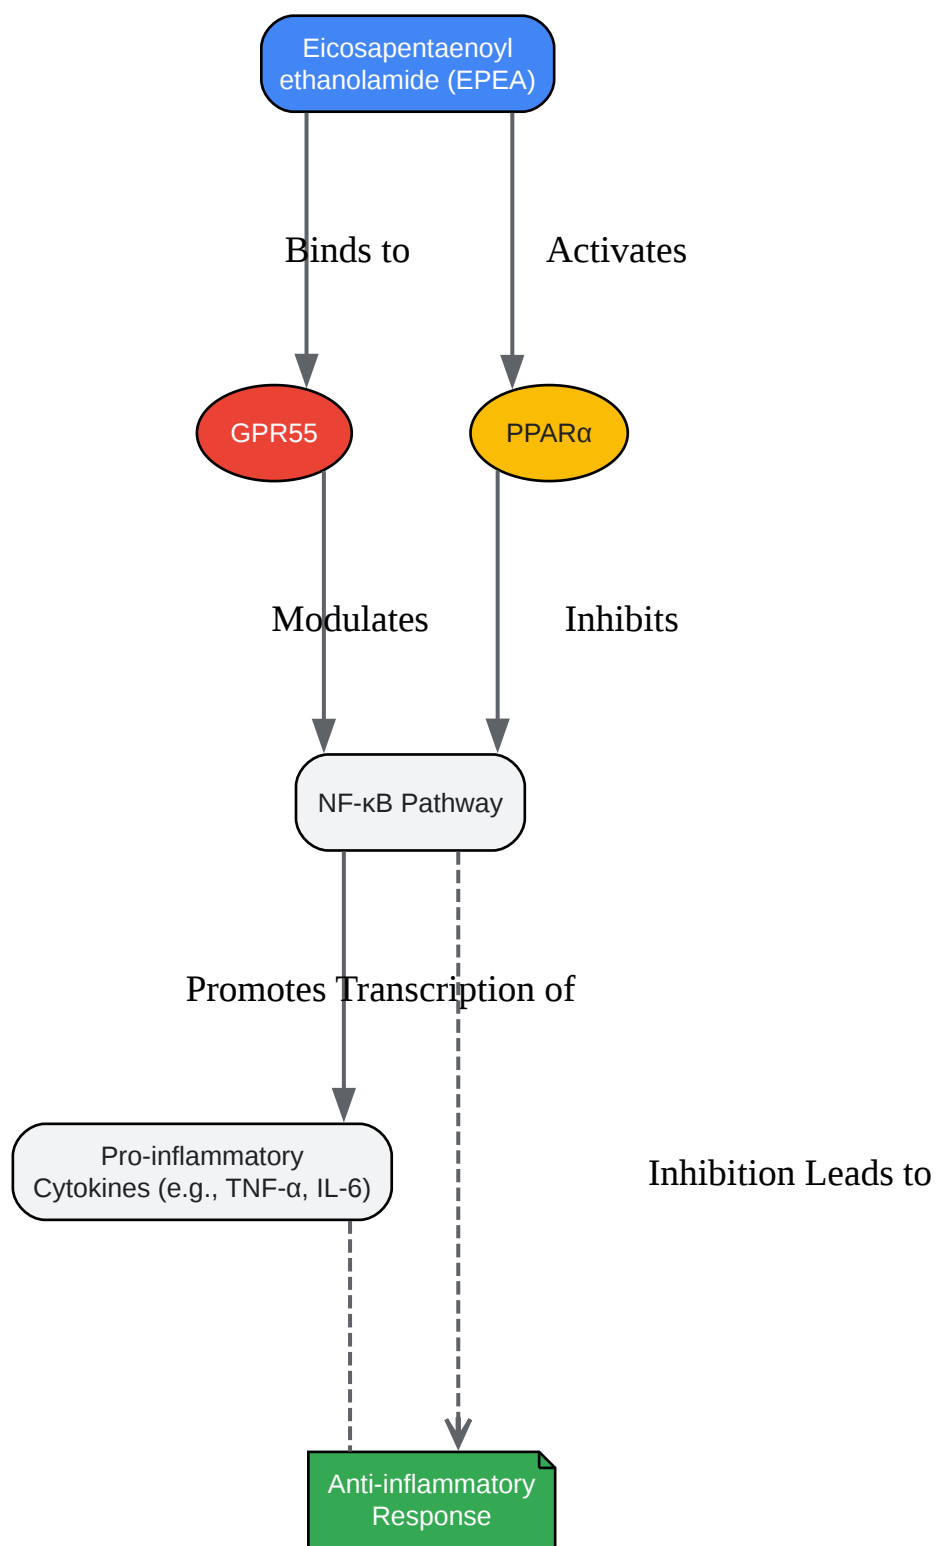 Eicosapentaenoyl
ethanolamide (EPEA)
Binds to
Activates
GPR55
PPARα
Modulates
Inhibits
NF-κB Pathway
Promotes Transcription of
Pro-inflammatory
Cytokines (e.g., TNF-α, IL-6)
Inhibition Leads to
Anti-inflammatory
Response